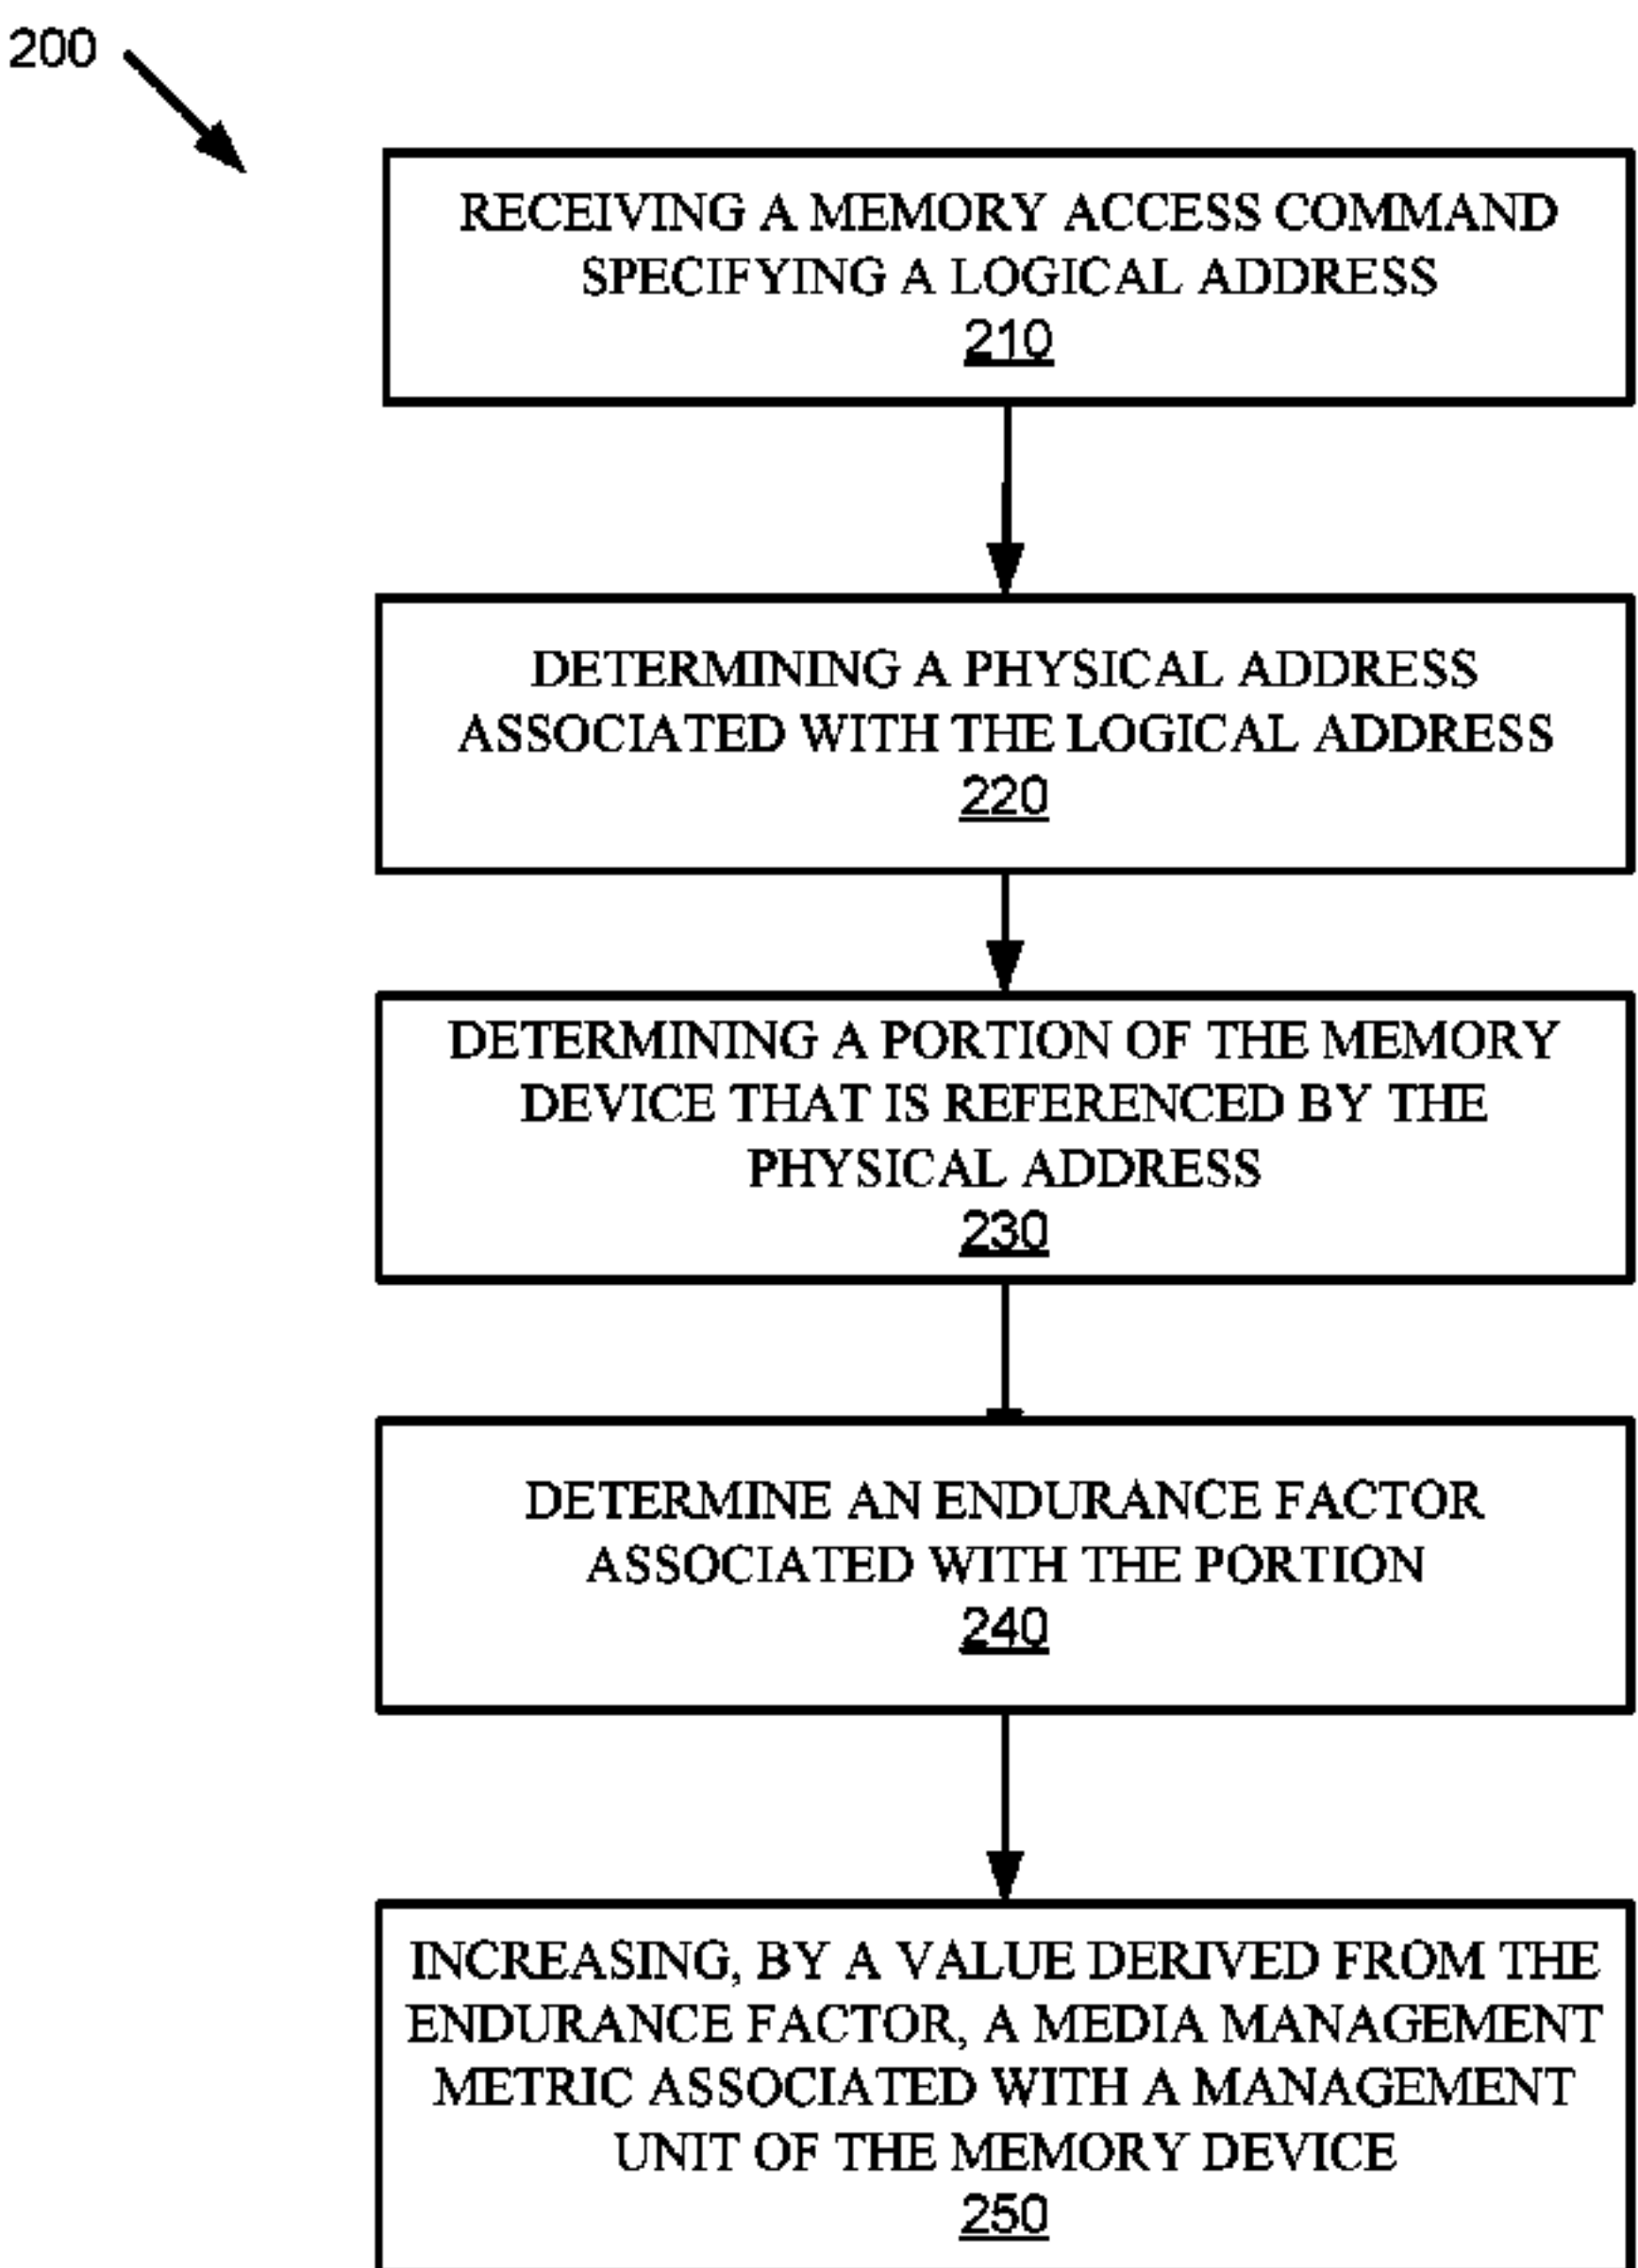 200
RECEIVING A MEMORY ACCESS COMMAND
SPECIFYING A LOGICAL ADDRESS
210
DETERMINING A PHYSICAL ADDRESS
ASSOCIATED WITH THE LOGICAL ADDRESS
220
DETERMINING A PORTION OF THE MEMORY
DEVICE THAT IS REFERENCED BY THE
PHYSICAL ADDRESS
230
DETERMINE AN ENDURANCE FACTOR
ASSOCIATED WITH THE PORTION
240
INCREASING, BY A VALUE DERIVED FROM THE
ENDURANCE FACTOR, A MEDIA MANAGEMENT
METRIC ASSOCIATED WITH A MANAGEMENT
UNIT OF THE MEMORY DEVICE
250